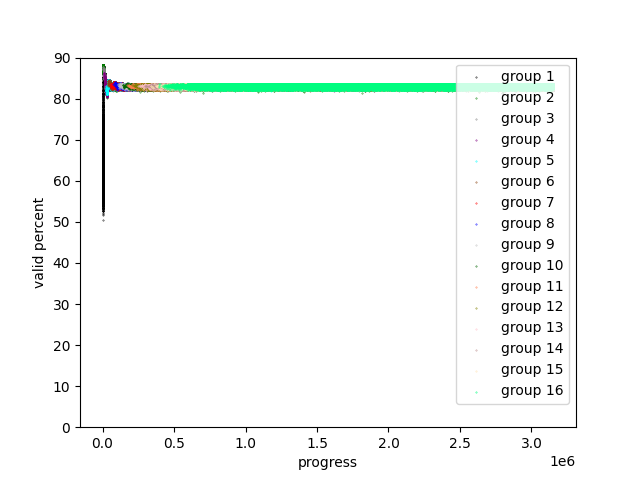 90
80
70
60
50
40
30
20
10
0
valid percent
0.0 0.5 1.0 1.5 2.0 2.5 3.0
1e6
progress
group 1
group 2
group 3
group 4
group 5
group 6
group 7
group 8
group 9
group 10
group 11
group 12
group 13
group 14
group 15
group 16